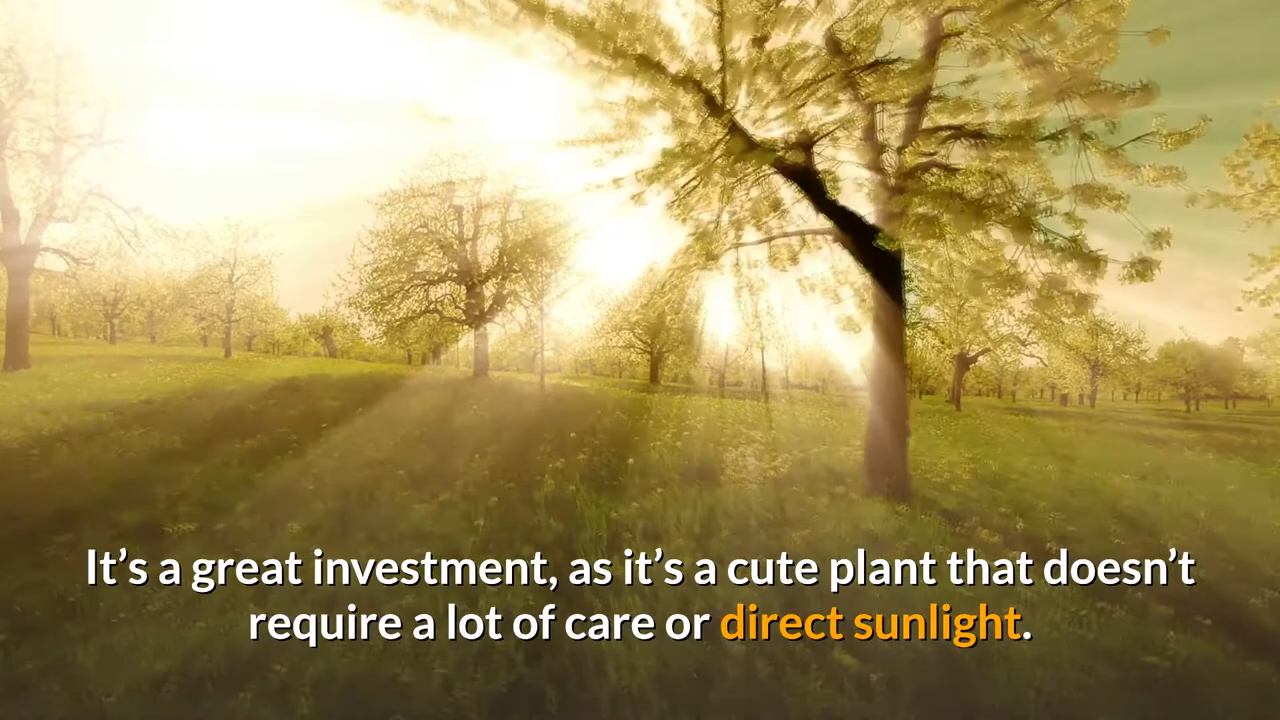 It’s a great investment, as it’s a cute plant that doesn’t
require a lot of care or direct sunlight.